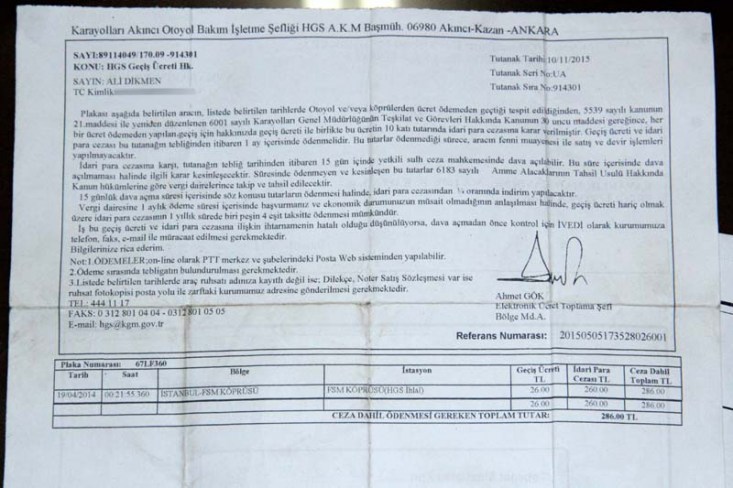 Karayolları Akıncı Otoyol Bakım İşletme Şefliği HGS A.K.M Başmüh. 06980 Akıncı-Kazan -ANKARA
SAYI:89114049/170.09 -914301
KONU: HGS Geçiş Ücreti Hk.
SAYIN: ALİ DİKMEN
TC Kimlik
Tutanak Tarih: 10/11/2015
Tutanak Seri No:UA
Tutanak Sıra No:914301
Plakası aşağıda belirtilen aracın, listede belirtilen tarihlerde Otoyol ve/veya köprülerden ücret ödemeden geçtiği tespit edildiğinden, 5539 sayılı kanunun
21.maddesi ile yeniden düzenlenen 6001 sayılı Karayolları Genel Müdürlüğünün Teşkilat ve Görevleri Hakkında Kanunun 30 uncu maddesi gereğince, her
bir ücret ödemeden yapılan geçiş için hakkınızda geçiş ücreti ile birlikte bu ücretin 10 katı tutarında idari para cezasına karar verilmiştir. Geçiş ücreti ve idari
para cezası bu tutanağın tebliğinden itibaren 1 ay içerisinde ödenmelidir. Bu tutarlar ödenmediği sürece, aracın fenni muayenesi ile satış ve devir işlemleri
yapılmayacaktır.
İdari para cezasına karşı, tutanağın tebliğ tarihinden itibaren 15 gün içinde yetkili sulh ceza mahkemesinde dava açılabilir. Bu süre içerisinde dava
açılmaması halinde ilgili karar kesinleşecektir. Süresinde ödenmeyen ve kesinleşen bu tutarlar 6183 sayılı Amme Alacaklarının Tahsil Usulü Hakkında
Kanun hükümlerine göre vergi dairelerince takip ve tahsil edilecektir.
15 günlük dava açma süresi içerisinde söz konusu tutarların ödenmesi halinde, idari para cezasından ¼ oranında indirim yapılacaktır.
Vergi dairesine 1 aylık ödeme süresi içerisinde başvurmanız ve ekonomik durumunuzun müsait olmadığının anlaşılması halinde, geçiş ücreti hariç olmak
üzere idari para cezasının 1 yıllık sürede biri peşin 4 eşit taksitte ödenmesi mümkündür.
İş bu geçiş ücreti ve idari para cezasına ilişkin ihtarnamenin hatalı olduğu düşünülüyorsa, dava açmadan önce kontrol için İVEDİ olarak kurumumuza
telefon, faks, e-mail ile müracaat edilmesi gerekmektedir.
Bilgilerinize rica ederim.
Not:1.ÖDEMELER;on-line olarak PTT merkez ve şubelerindeki Posta Web sisteminden yapılabilir.
2.Ödeme sırasında tebligatın bulundurulması gerekmektedir.
3.Listede belirtilen tarihlerde araç ruhsatı adınıza kayıtlı değil ise; Dilekçe, Noter Satış Sözleşmesi var ise
ruhsat fotokopisi posta yolu ile zarftaki kurumumuz adresine gönderilmesi gerekmektedir.
TEL: 444 11 17
FAKS: 0 312 801 04 04 - 0312 801 05 05
E-mail: hgs@kgm.gov.tr
Ahmet GÖK
Elektronik Ücret Toplama Şefi
Bölge Md.A.
Referans Numarası: 20150505173528026001
Plaka Numarası: 67LF360
Tarih Saat Bölge İstasyon Geçiş Ücreti TL İdari Para Cezası TL Ceza Dahil Toplam TL
19/04/2014 00:21:55.360 İSTANBUL-FSM KÖPRÜSÜ FSM KÖPRÜSÜ(HGS İhlal) 26.00 260.00 286.00
26.00 260.00 286.00
CEZA DAHİL ÖDENMESİ GEREKEN TOPLAM TUTAR: 286.00 TL